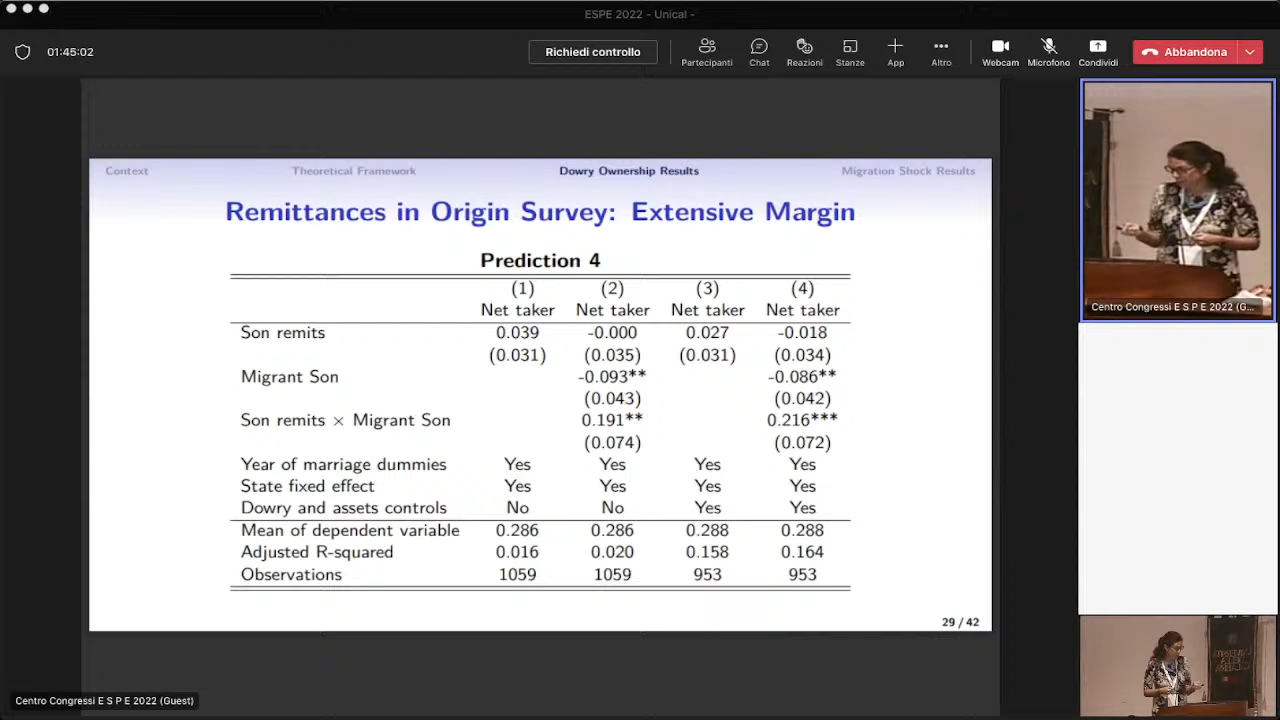 ESPE 2022 - Unical -
01:45:02
Richiedi controllo
Partecipanti
Chat
Reazioni
Stanze
App
Altro
Webcam
Microfono
Condividi
Abbandona
Context Theoretical Framework Dowry Ownership Results Migration Shock Results
Remittances in Origin Survey: Extensive Margin
Prediction 4
(1) (2) (3) (4)
Net taker Net taker Net taker Net taker
Son remits 0.039 -0.000 0.027 -0.018
(0.031) (0.035) (0.031) (0.034)
Migrant Son -0.093** -0.086**
(0.043) (0.042)
Son remits × Migrant Son 0.191** 0.216***
(0.074) (0.072)
Year of marriage dummies Yes Yes Yes Yes
State fixed effect Yes Yes Yes Yes
Dowry and assets controls No No Yes Yes
Mean of dependent variable 0.286 0.286 0.288 0.288
Adjusted R-squared 0.016 0.020 0.158 0.164
Observations 1059 1059 953 953
29 / 42
Centro Congressi E S P E 2022 (G...
Centro Congressi E S P E 2022 (Guest)